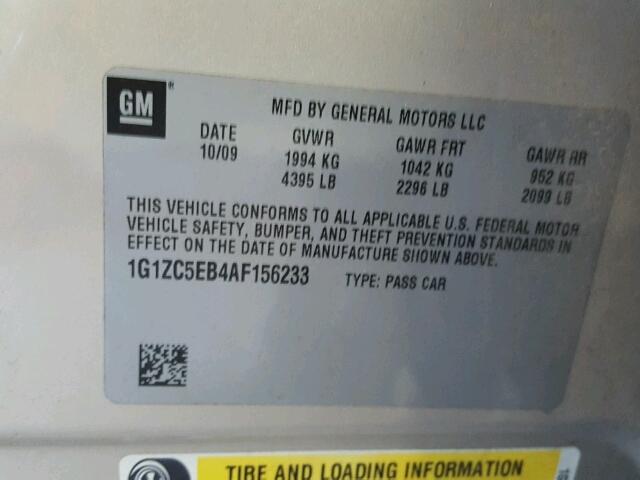 GM
MFD BY GENERAL MOTORS LLC
DATE GVWR GAWR FRT GAWR RR
10/09 1994 KG 1042 KG 952 KG
4395 LB 2296 LB 2099 LB
THIS VEHICLE CONFORMS TO ALL APPLICABLE U.S. FEDERAL MOTOR
VEHICLE SAFETY, BUMPER, AND THEFT PREVENTION STANDARDS IN
EFFECT ON THE DATE OF MANUFACTURE SHOWN ABOVE.
1G1ZC5EB4AF156233 TYPE: PASS CAR
TIRE AND LOADING INFORMATION